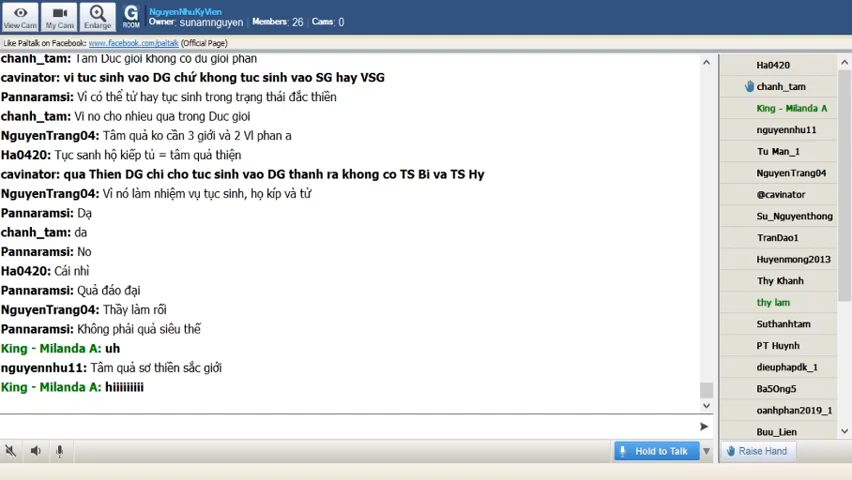 View Cam
My Cams
Enlarge
G
ROOM
NguyenNhuKyVien
Owner: sunamnguyen Members: 26 Cams: 0
Like Paltalk on Facebook: www.facebook.com/paltalk (Official Page)
chanh_tam: Tam Duc gioi khong co du gioi phan
cavinator: vi tuc sinh vao DG chứ khong tuc sinh vao SG hay VSG
Pannaramsi: Vì có thể tử hay tục sinh trong trạng thái đắc thiền
chanh_tam: Vi no cho nhieu qua trong Duc gioi
NguyenTrang04: Tâm quả ko cần 3 giới và 2 Vl phan a
Ha0420: Tục sanh hộ kiếp tủ = tâm quả thiện
cavinator: qua Thien DG chi cho tuc sinh vao DG thanh ra khong co TS Bi va TS Hy
NguyenTrang04: Vì nó làm nhiệm vụ tục sinh, họ kíp và tử
Pannaramsi: Dạ
chanh_tam: da
Pannaramsi: No
Ha0420: Cái nhì
Pannaramsi: Quả đáo đại
NguyenTrang04: Thầy làm rối
Pannaramsi: Không phải quả siêu thế
King - Milanda A: uh
nguyennhu11: Tâm quả sơ thiền sắc giới
King - Milanda A: hiiiiiiiii
Hold to Talk
Ha0420
chanh_tam
King - Milanda A
nguyennhu11
Tu Man_1
NguyenTrang04
@cavinator
Su_Nguyenthong
TranDao1
Huyenmong2013
Thy Khanh
thy lam
Suthanhtam
PT Huynh
dieuphapdk_1
Ba5Ong5
oanhphan2019_1
Buu_Lien
Raise Hand